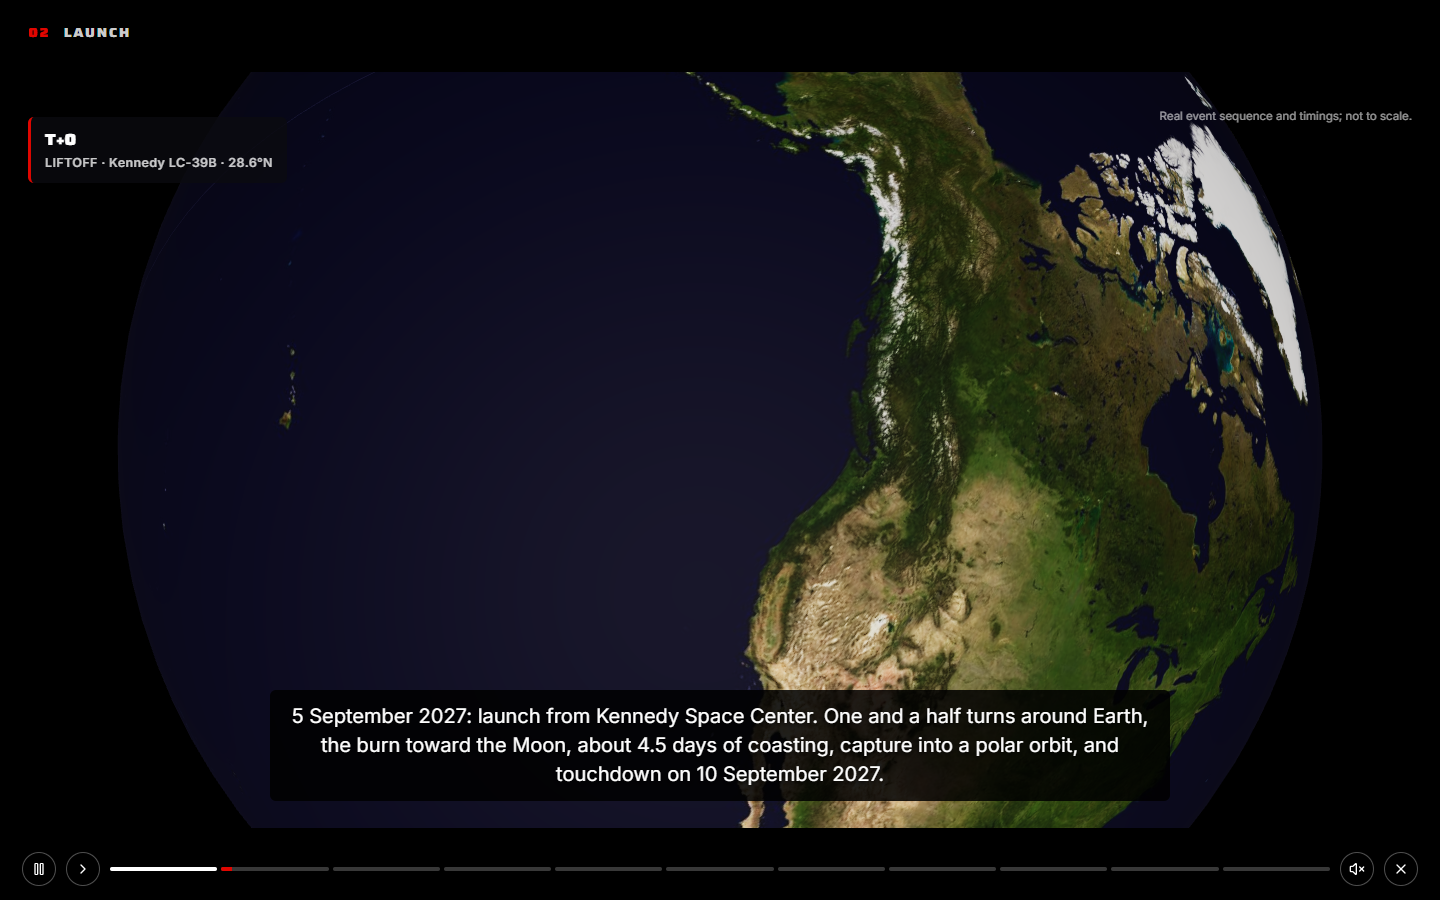 02 LAUNCH
Real event sequence and timings; not to scale.
T+0
LIFTOFF · Kennedy LC-39B · 28.6°N
5 September 2027: launch from Kennedy Space Center. One and a half turns around Earth,
the burn toward the Moon, about 4.5 days of coasting, capture into a polar orbit, and
touchdown on 10 September 2027.